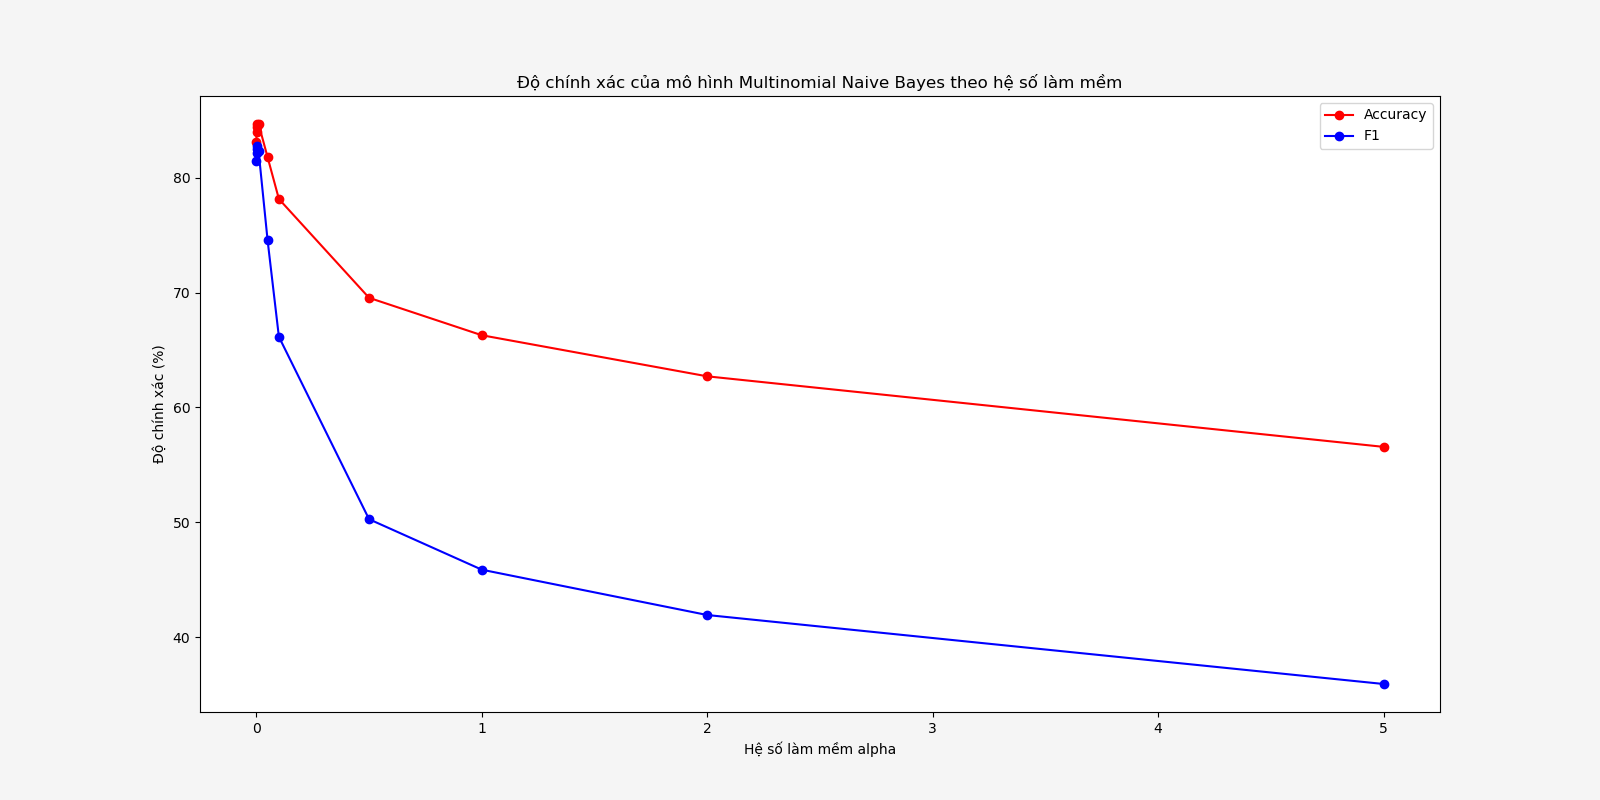 Độ chính xác của mô hình Multinomial Naive Bayes theo hệ số làm mềm
Accuracy
F1
80
70
60
50
40
Độ chính xác (%)
0 1 2 3 4 5
Hệ số làm mềm alpha